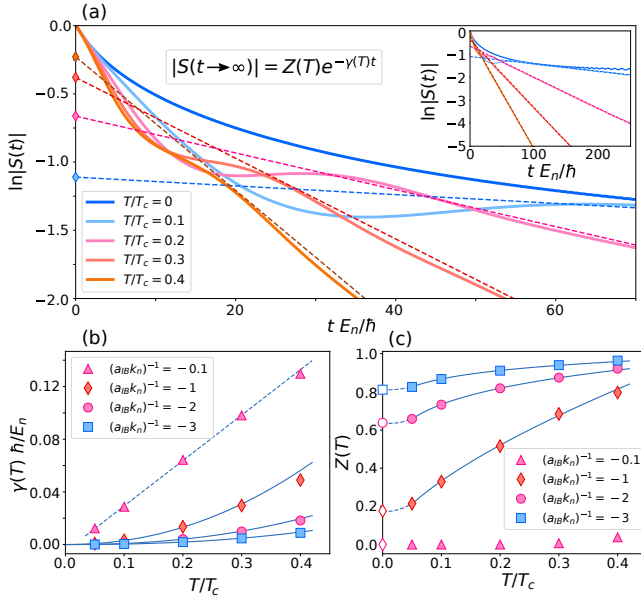 (a)
|S(t→∞)| = Z(T)e^{−γ(T)t}
ln|S(t)|
0.0
−0.5
−1.0
−1.5
−2.0
T/T_c = 0
T/T_c = 0.1
T/T_c = 0.2
T/T_c = 0.3
T/T_c = 0.4
0 20 40 60
t E_n/ħ
ln|S(t)|
0
−1
−2
−3
−4
−5
0 100 200
t E_n/ħ
(b)
γ(T) ħ/E_n
0.12
0.08
0.04
0.00
(a_{IB}k_n)^{−1} = −0.1
(a_{IB}k_n)^{−1} = −1
(a_{IB}k_n)^{−1} = −2
(a_{IB}k_n)^{−1} = −3
0.0 0.1 0.2 0.3 0.4
T/T_c
(c)
Z(T)
1.0
0.8
0.6
0.4
0.2
0.0
(a_{IB}k_n)^{−1} = −0.1
(a_{IB}k_n)^{−1} = −1
(a_{IB}k_n)^{−1} = −2
(a_{IB}k_n)^{−1} = −3
0.0 0.1 0.2 0.3 0.4
T/T_c